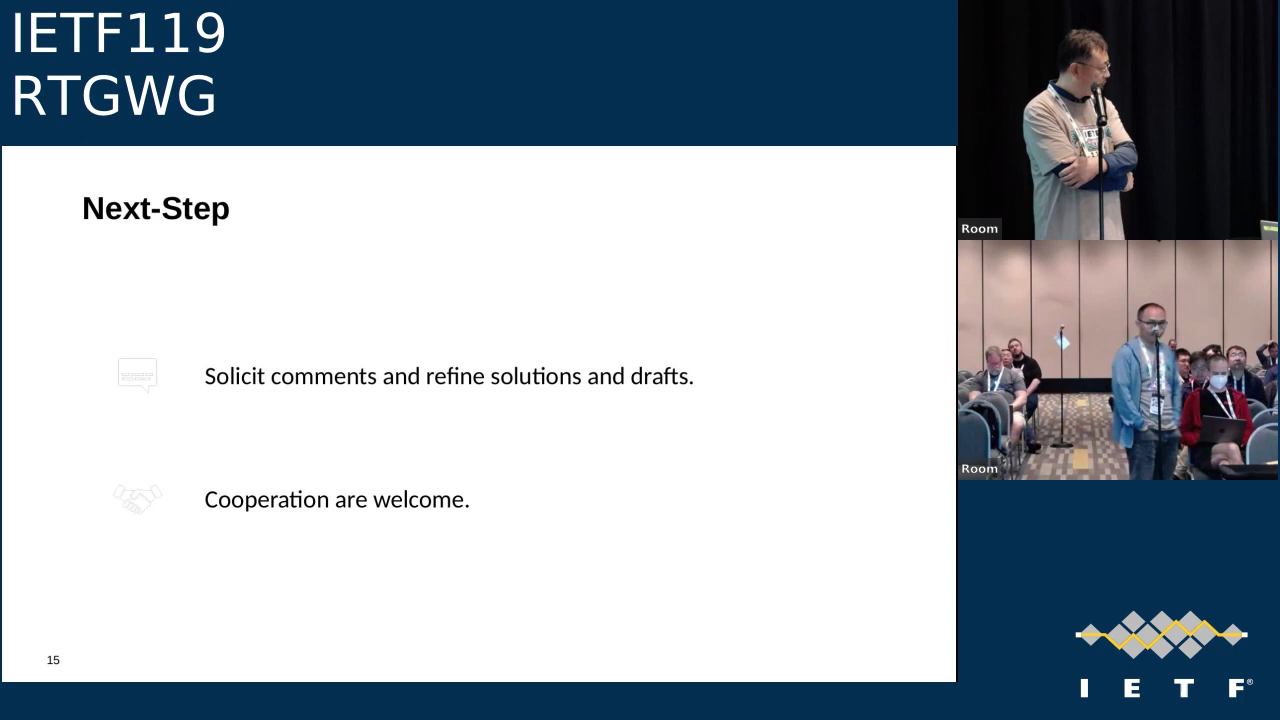 IETF119
RTGWG
Next-Step
Solicit comments and refine solutions and drafts.
Cooperation are welcome.
15
Room
Room
I E T F®